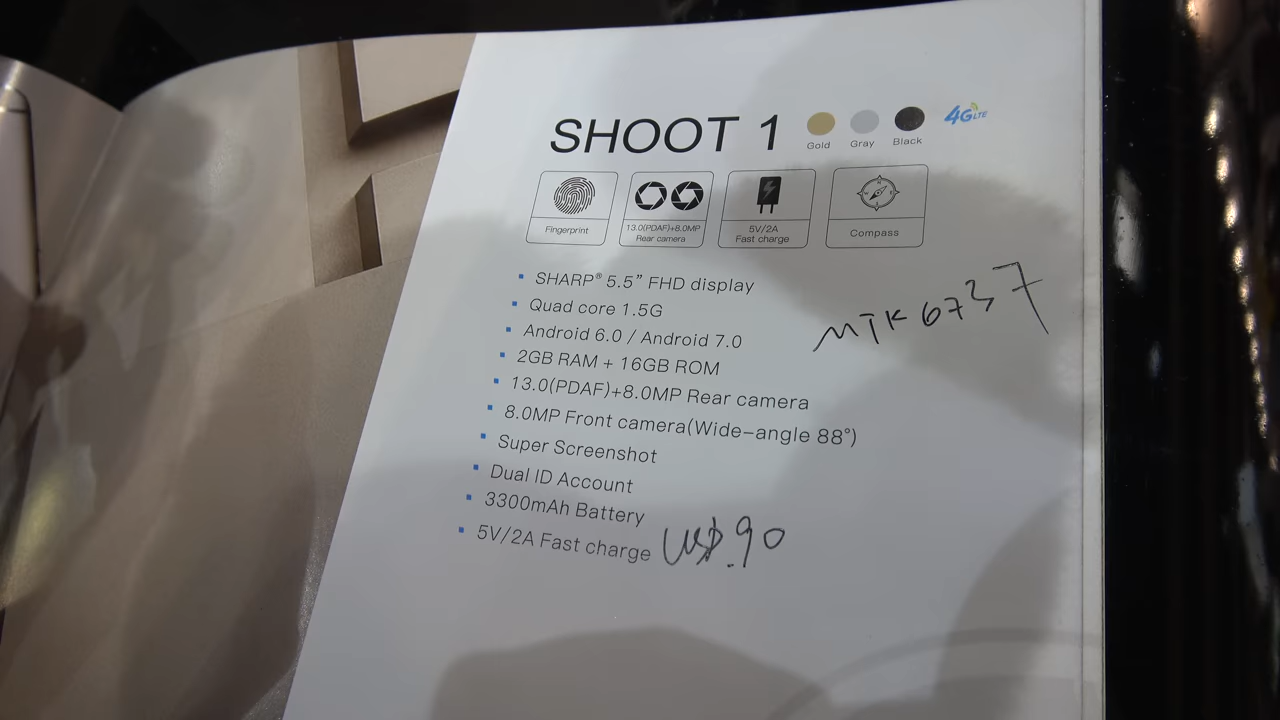 SHOOT 1
Gold Gray Black
4G LTE
Fingerprint
13.0(PDAF)+8.0MP
Rear camera
5V/2A
Fast charge
Compass
SHARP® 5.5” FHD display
Quad core 1.5G
MTK 6737
Android 6.0 / Android 7.0
2GB RAM + 16GB ROM
13.0(PDAF)+8.0MP Rear camera
8.0MP Front camera(Wide-angle 88°)
Super Screenshot
Dual ID Account
3300mAh Battery
5V/2A Fast charge USD.90